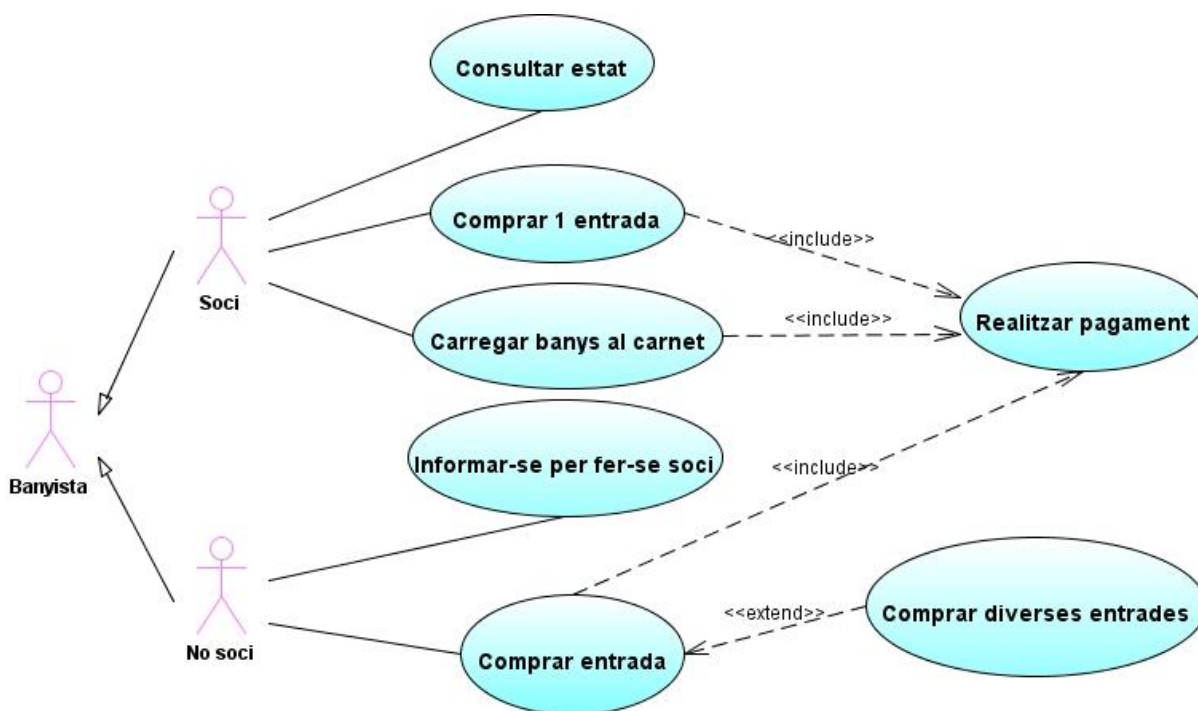 Consultar estat
Comprar 1 entrada
<<include>>
Soci
Carregar banys al carnet
<<include>>
Realitzar pagament
Banyista
Informar-se per fer-se soci
<<include>>
No soci
Comprar entrada
<<extend>>
Comprar diverses entrades